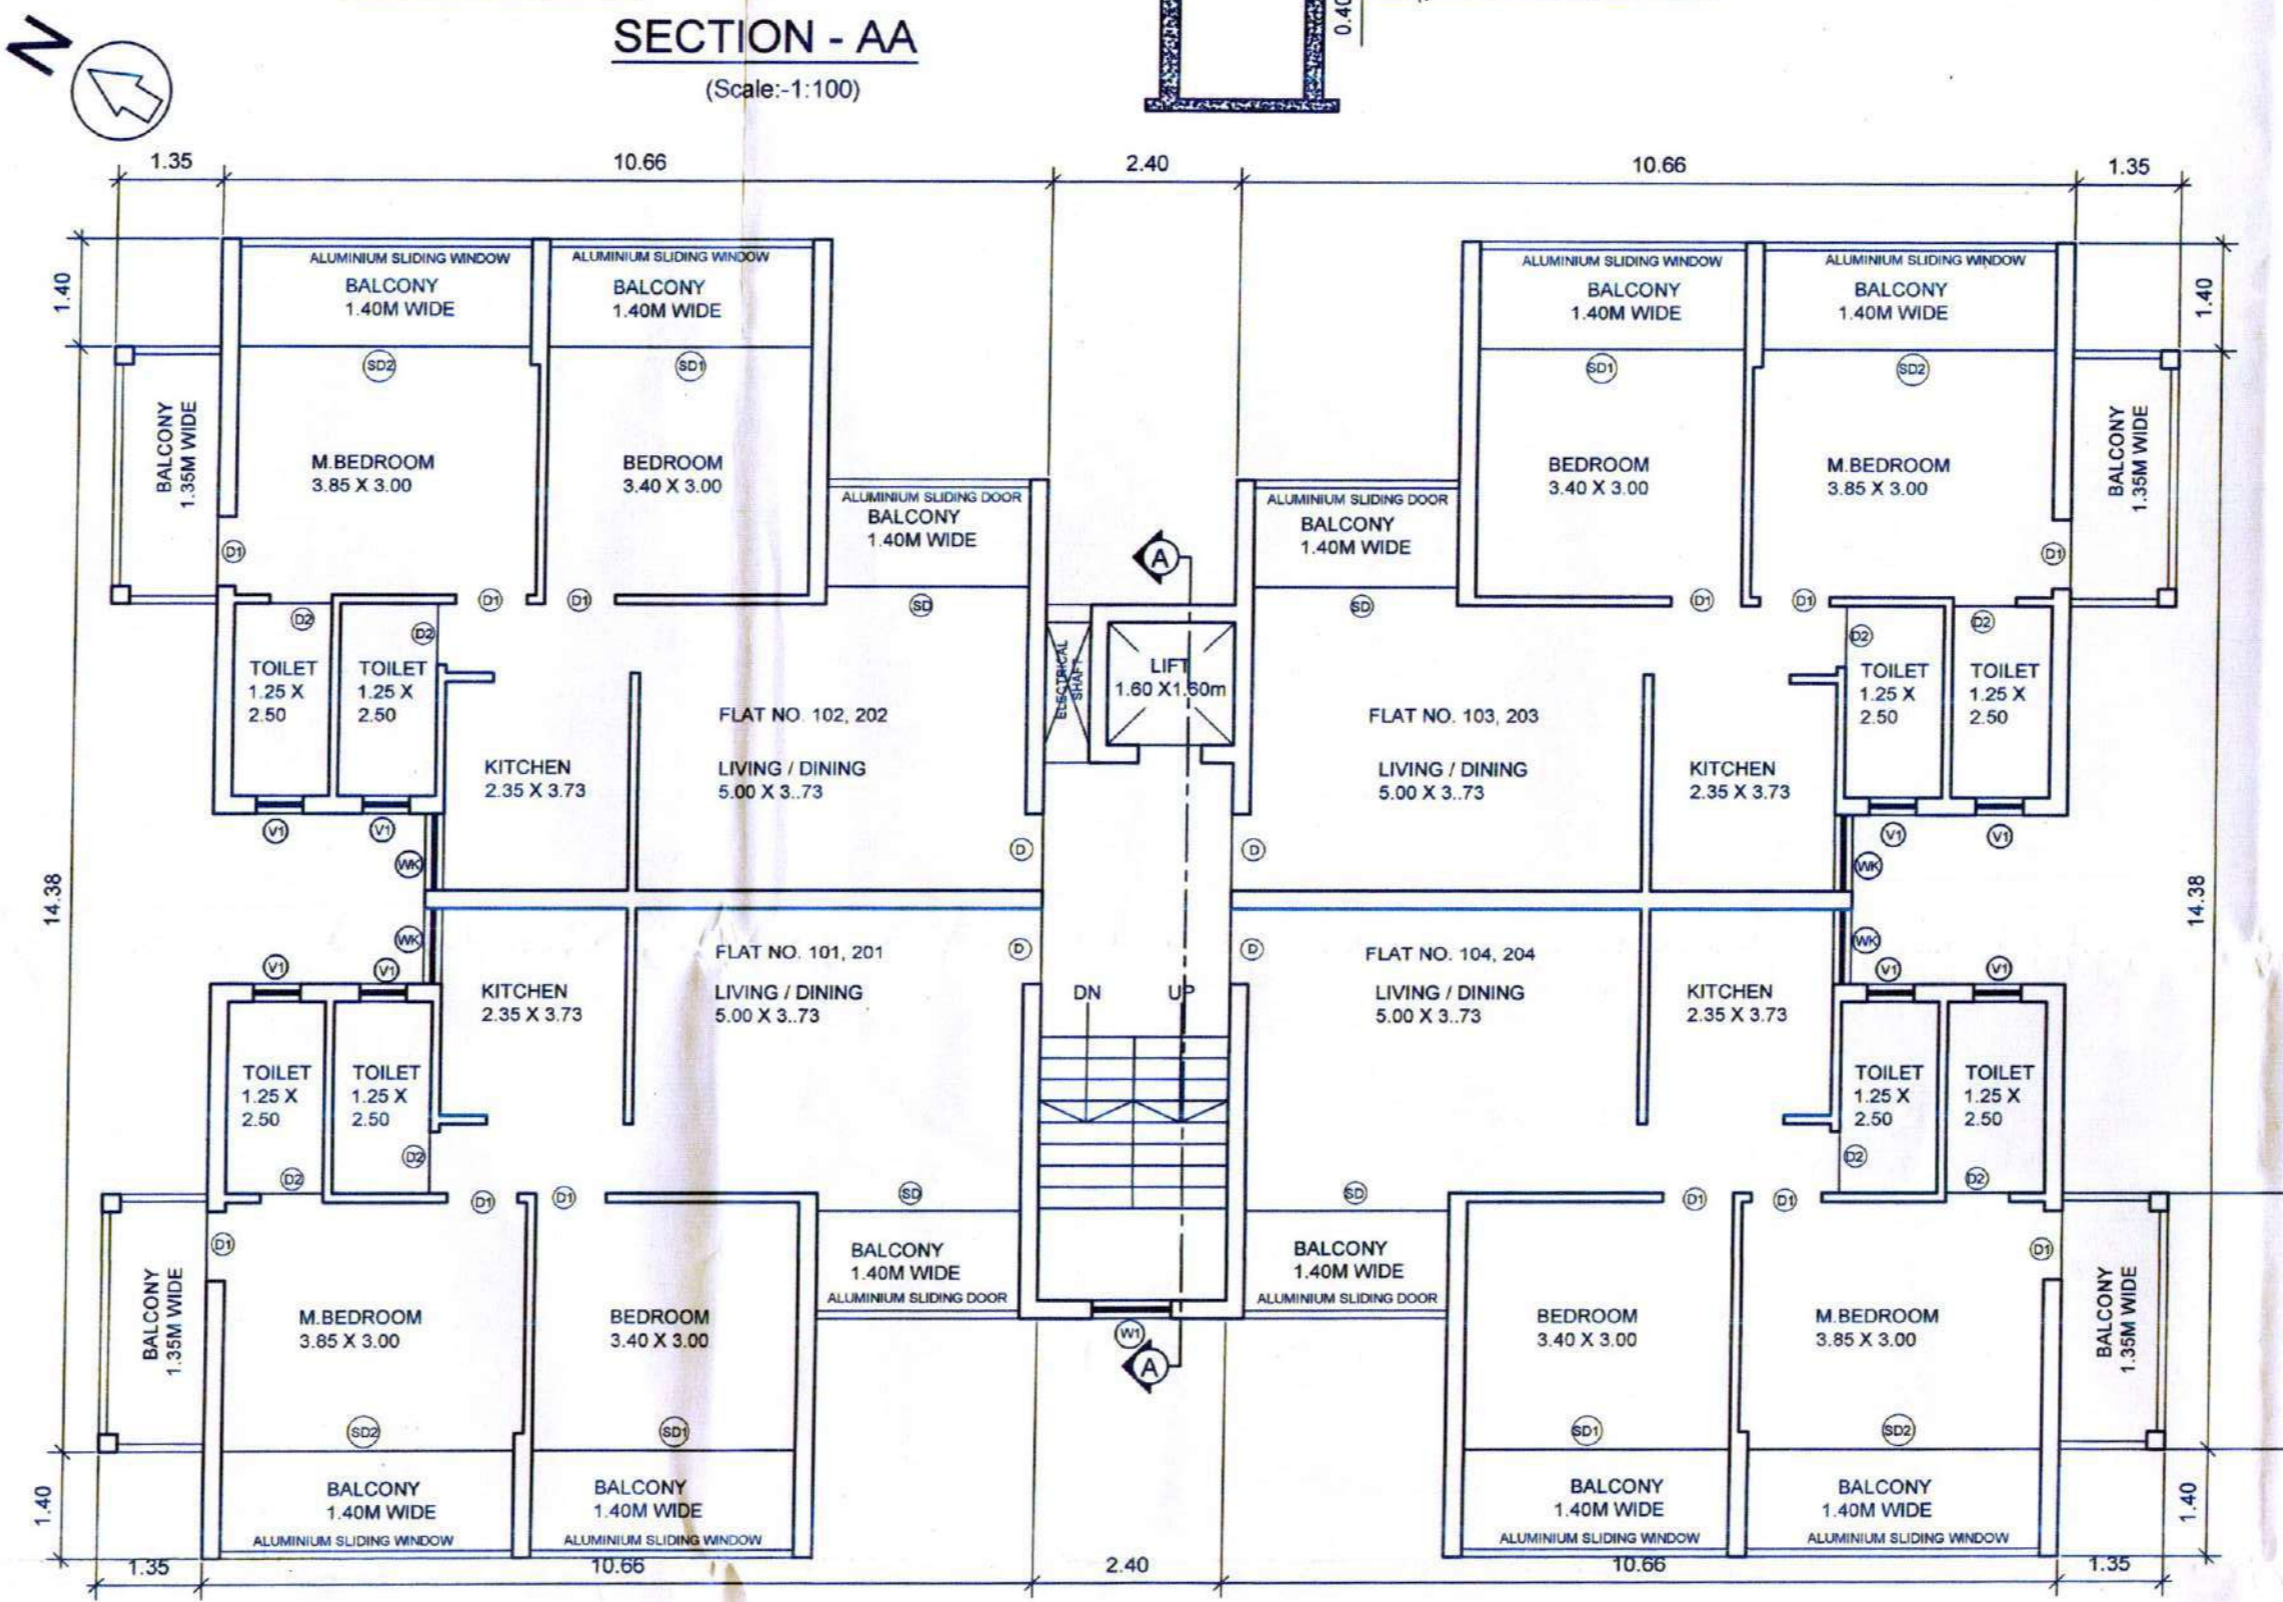 SECTION - AA
(Scale:-1:100)
0.40
N
1.35
10.66
2.40
10.66
1.35
1.40
ALUMINIUM SLIDING WINDOW
BALCONY
1.40M WIDE
ALUMINIUM SLIDING WINDOW
BALCONY
1.40M WIDE
ALUMINIUM SLIDING WINDOW
BALCONY
1.40M WIDE
ALUMINIUM SLIDING WINDOW
BALCONY
1.40M WIDE
1.40
SD2
SD1
SD1
SD2
BALCONY
1.35M WIDE
M.BEDROOM
3.85 X 3.00
BEDROOM
3.40 X 3.00
ALUMINIUM SLIDING DOOR
BALCONY
1.40M WIDE
A
ALUMINIUM SLIDING DOOR
BALCONY
1.40M WIDE
BEDROOM
3.40 X 3.00
M.BEDROOM
3.85 X 3.00
BALCONY
1.35M WIDE
D1
D1
D1
D1
D1
D1
SD
SD
D2
D2
D2
D2
TOILET
1.25 X
2.50
TOILET
1.25 X
2.50
ELECTRICAL
SHAFT
LIFT
1.60 X1.60m
TOILET
1.25 X
2.50
TOILET
1.25 X
2.50
FLAT NO. 102, 202
FLAT NO. 103, 203
KITCHEN
2.35 X 3.73
LIVING / DINING
5.00 X 3..73
LIVING / DINING
5.00 X 3..73
KITCHEN
2.35 X 3.73
V1
V1
WK
D
D
V1
V1
WK
14.38
14.38
WK
V1
V1
D
D
WK
V1
V1
FLAT NO. 101, 201
FLAT NO. 104, 204
KITCHEN
2.35 X 3.73
LIVING / DINING
5.00 X 3..73
DN
UP
LIVING / DINING
5.00 X 3..73
KITCHEN
2.35 X 3.73
TOILET
1.25 X
2.50
TOILET
1.25 X
2.50
TOILET
1.25 X
2.50
TOILET
1.25 X
2.50
D2
D2
D2
D2
D1
D1
SD
SD
D1
D1
D1
D1
BALCONY
1.35M WIDE
BALCONY
1.40M WIDE
ALUMINIUM SLIDING DOOR
BALCONY
1.40M WIDE
ALUMINIUM SLIDING DOOR
BALCONY
1.35M WIDE
M.BEDROOM
3.85 X 3.00
BEDROOM
3.40 X 3.00
W1
A
BEDROOM
3.40 X 3.00
M.BEDROOM
3.85 X 3.00
SD2
SD1
SD1
SD2
1.40
BALCONY
1.40M WIDE
ALUMINIUM SLIDING WINDOW
BALCONY
1.40M WIDE
ALUMINIUM SLIDING WINDOW
BALCONY
1.40M WIDE
ALUMINIUM SLIDING WINDOW
BALCONY
1.40M WIDE
ALUMINIUM SLIDING WINDOW
1.40
1.35
10.66
2.40
10.66
1.35